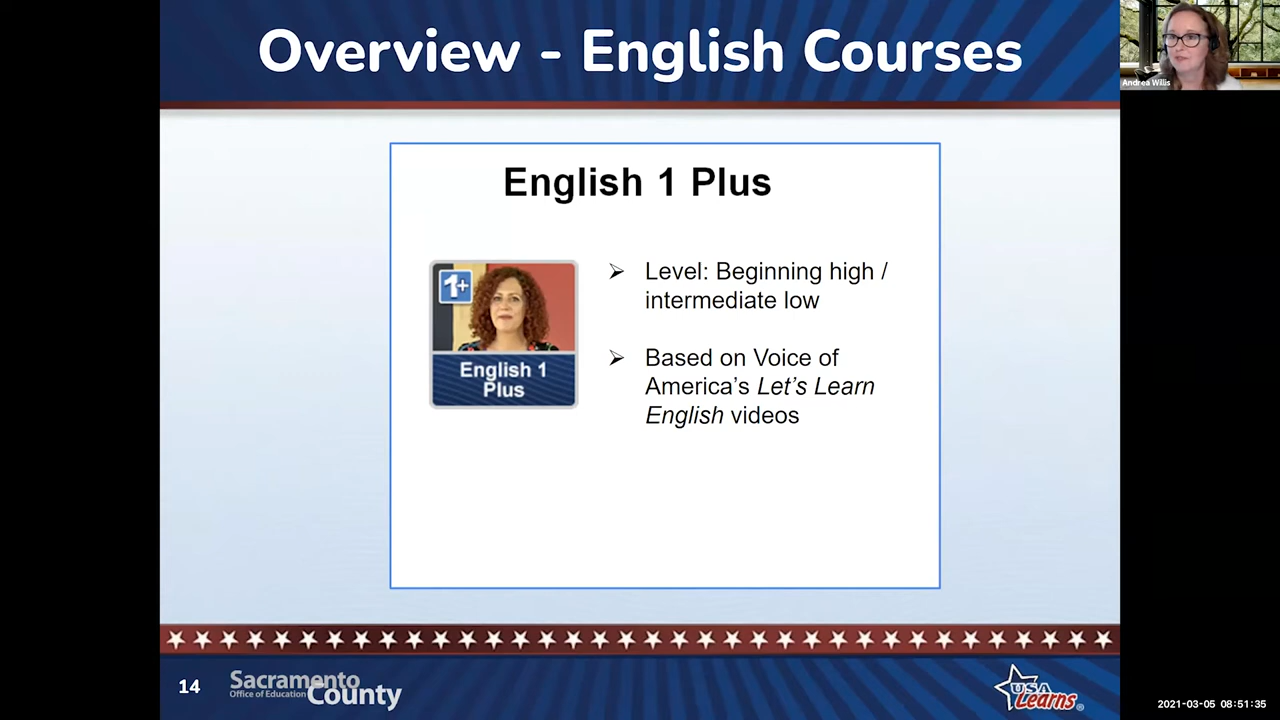 Overview - English Courses
Andrea Willis
English 1 Plus
1+
English 1
Plus
➢ Level: Beginning high /
intermediate low
➢ Based on Voice of
America’s Let’s Learn
English videos
14
Sacramento
Office of Education
County
USA
Learns®
2021-03-05 08:51:35